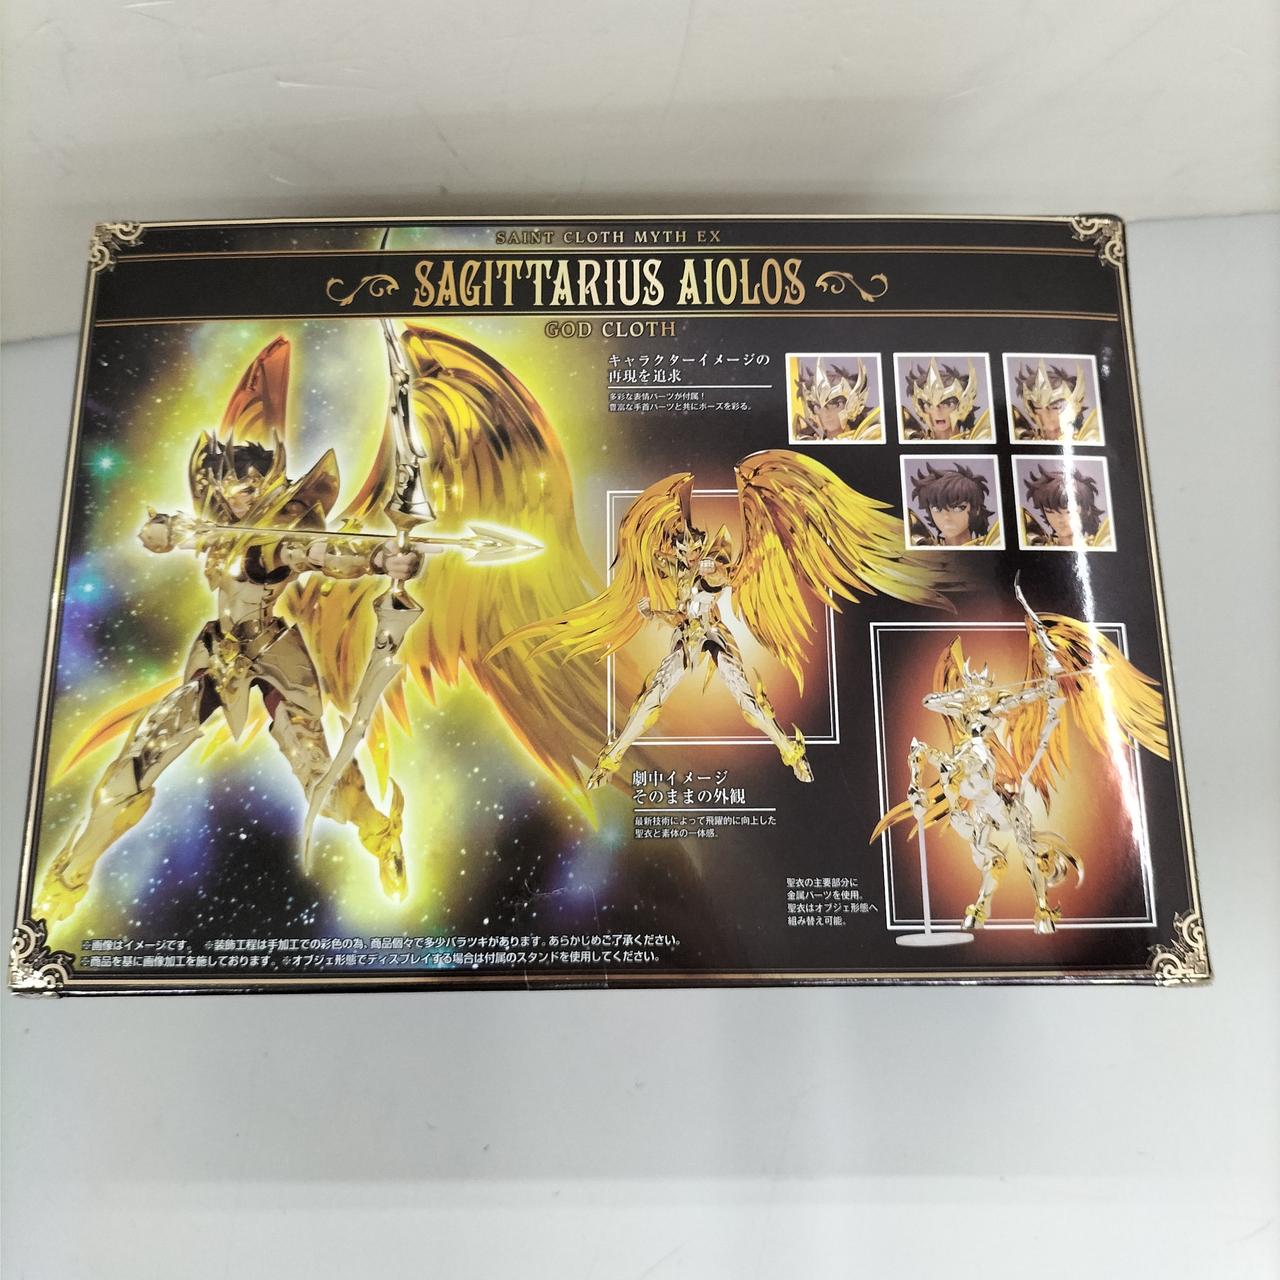 SAINT CLOTH MYTH EX
SAGITTARIUS AIOLOS
GOD CLOTH
キャラクターイメージの
再現を追求
多彩な表情パーツが付属!
豊富な手首パーツと共にポーズを彩る。
劇中イメージ
そのままの外観
最新技術によって飛躍的に向上した
聖衣と素体の一体感。
聖衣の主要部分に
金属パーツを使用。
聖衣はオブジェ形態へ
組み替え可能。
※画像はイメージです。 ※装飾工程は手加工での彩色の為、商品個々で多少バラツキがあります。あらかじめご了承ください。
※商品を基に画像加工を施しております。 ※オブジェ形態でディスプレイする場合は付属のスタンドを使用してください。